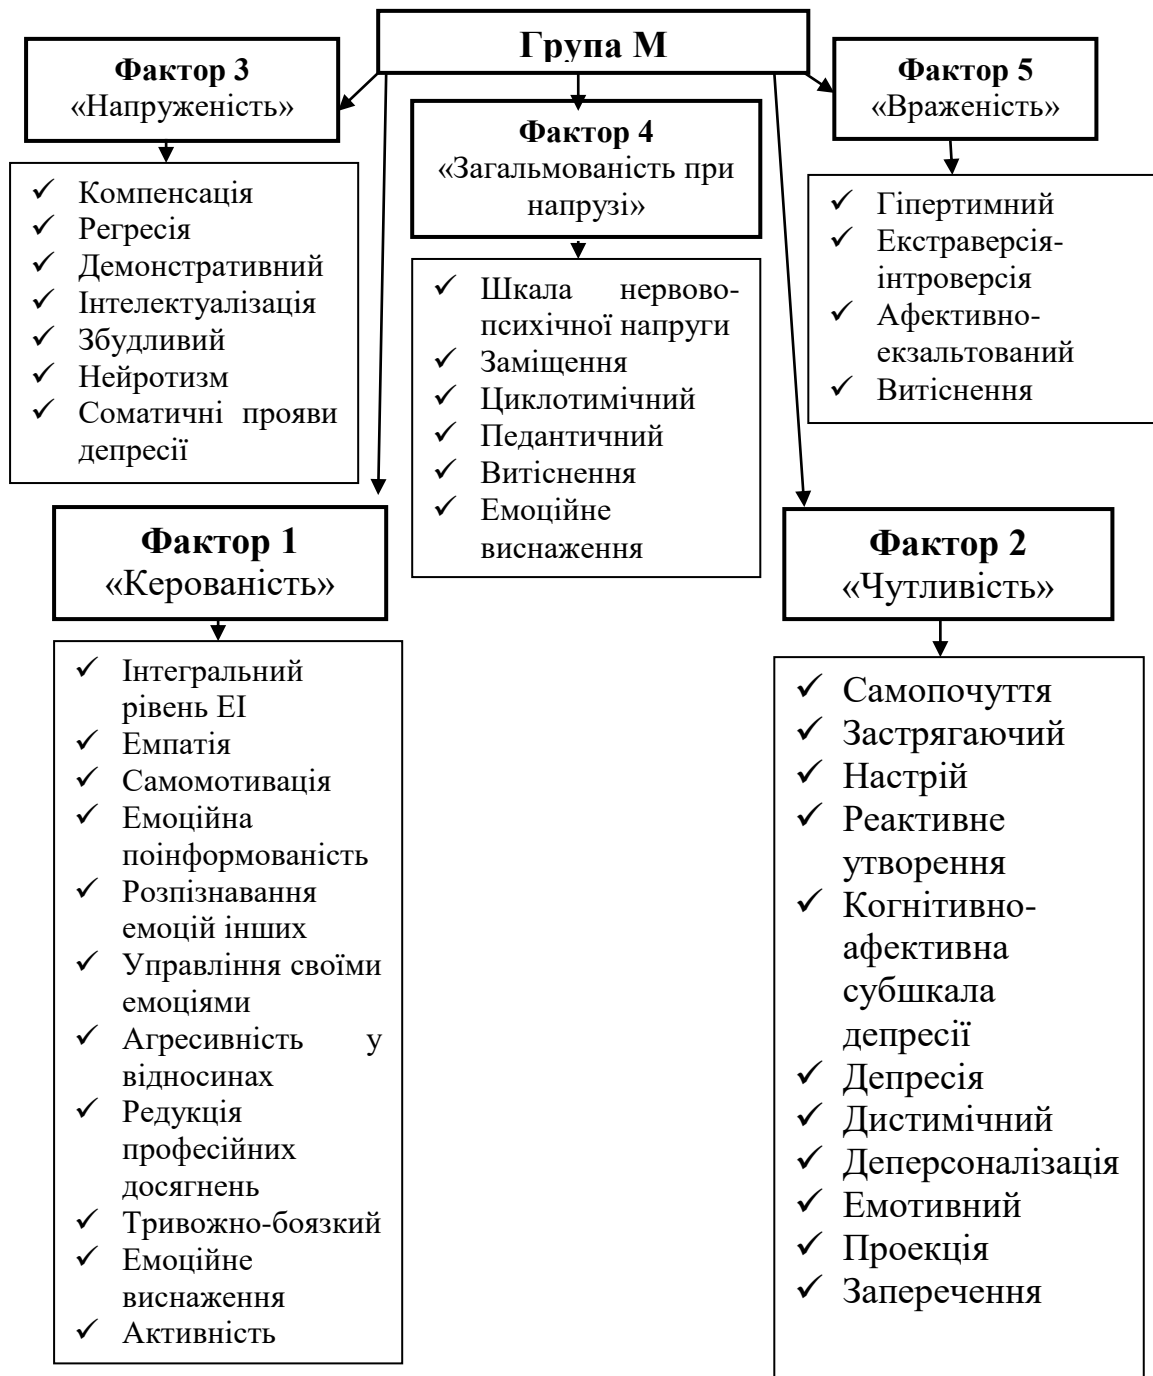 Група М
Фактор 3
«Напруженість»
✓ Компенсація
✓ Регресія
✓ Демонстративний
✓ Інтелектуалізація
✓ Збудливий
✓ Нейротизм
✓ Соматичні прояви
депресії
Фактор 4
«Загальмованість при
напрузі»
✓ Шкала нервово-
психічної напруги
✓ Заміщення
✓ Циклотимічний
✓ Педантичний
✓ Витіснення
✓ Емоційне
виснаження
Фактор 5
«Враженість»
✓ Гіпертимний
✓ Екстраверсія-
інтроверсія
✓ Афективно-
екзальтований
✓ Витіснення
Фактор 1
«Керованість»
✓ Інтегральний
рівень ЕІ
✓ Емпатія
✓ Самомотивація
✓ Емоційна
поінформованість
✓ Розпізнавання
емоцій інших
✓ Управління своїми
емоціями
✓ Агресивність у
відносинах
✓ Редукція
професійних
досягнень
✓ Тривожно-боязкий
✓ Емоційне
виснаження
✓ Активність
Фактор 2
«Чутливість»
✓ Самопочуття
✓ Застрягаючий
✓ Настрій
✓ Реактивне
утворення
✓ Когнітивно-
афективна
субшкала
депресії
✓ Депресія
✓ Дистимічний
✓ Деперсоналізація
✓ Емотивний
✓ Проекція
✓ Заперечення